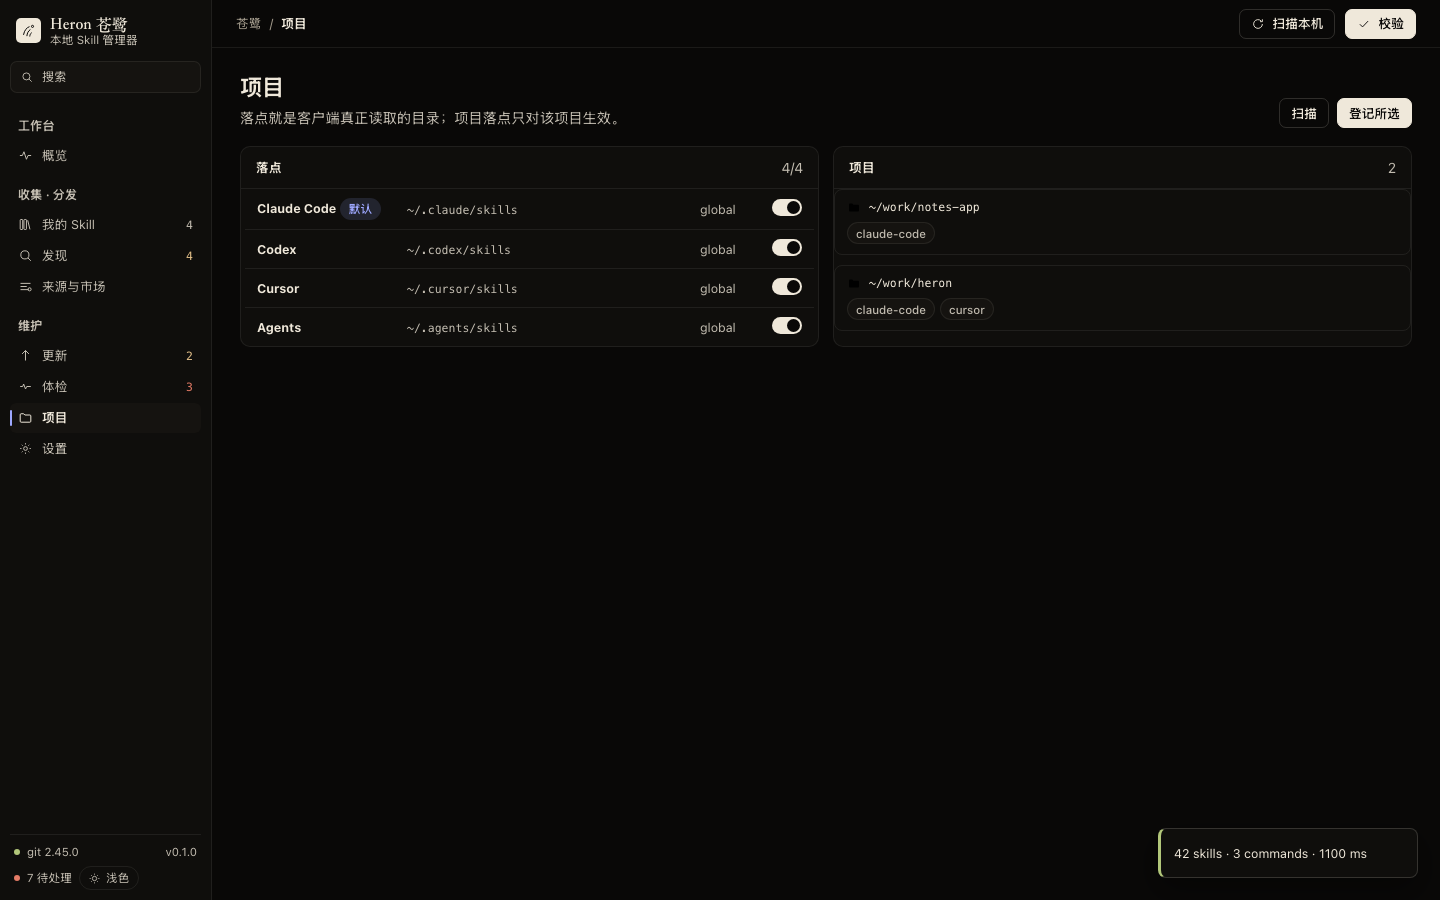 Heron 苍鹭
本地 Skill 管理器
搜索
工作台
概览
收集 · 分发
我的 Skill 4
发现 4
来源与市场
维护
更新 2
体检 3
项目
设置
git 2.45.0 v0.1.0
7 待处理 浅色
苍鹭 / 项目
扫描本机 校验
项目
落点就是客户端真正读取的目录；项目落点只对该项目生效。
扫描 登记所选
落点 4/4
Claude Code 默认 ~/.claude/skills global
Codex ~/.codex/skills global
Cursor ~/.cursor/skills global
Agents ~/.agents/skills global
项目 2
~/work/notes-app
claude-code
~/work/heron
claude-code cursor
42 skills · 3 commands · 1100 ms